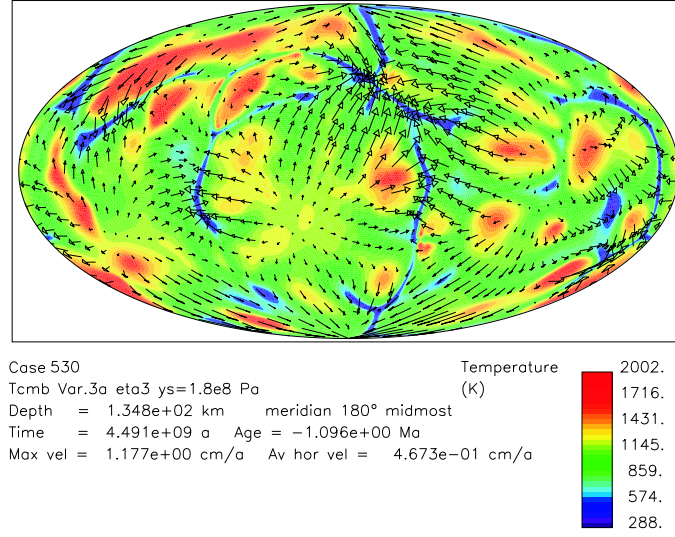 Case 530
Tcmb Var.3a eta3 ys=1.8e8 Pa
Depth = 1.348e+02 km meridian 180° midmost
Time = 4.491e+09 a Age = −1.096e+00 Ma
Max vel = 1.177e+00 cm/a Av hor vel = 4.673e−01 cm/a
Temperature
(K)
2002.
1716.
1431.
1145.
859.
574.
288.